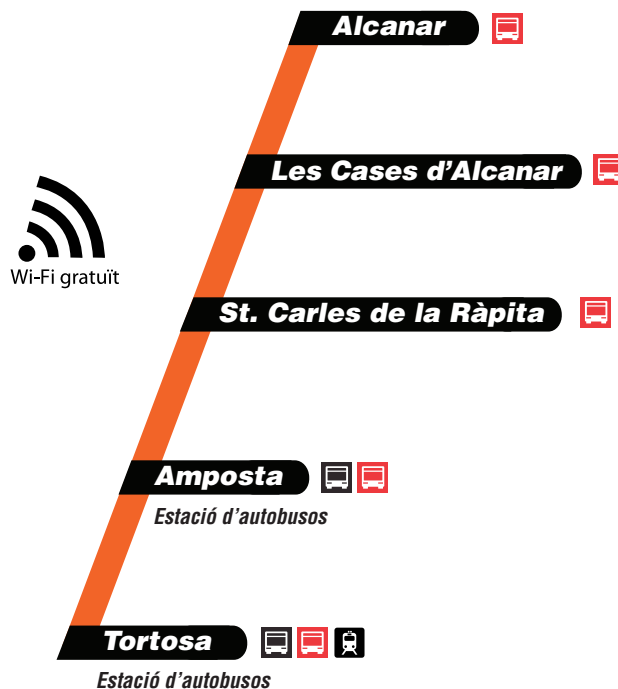 Alcanar
Les Cases d'Alcanar
Wi-Fi gratuït
St. Carles de la Ràpita
Amposta
Estació d'autobusos
Tortosa
Estació d'autobusos